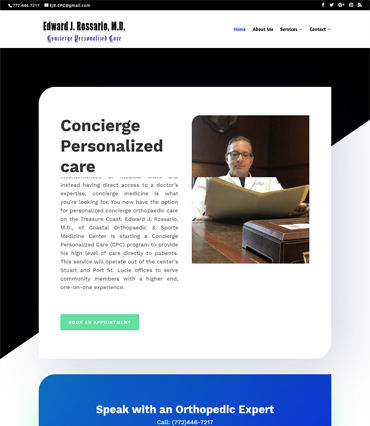 772.446.7217 EJR.CPC@gmail.com
Edward J. Rossario, M.D.
Concierge Personalized Care
Home About Me Services Contact
Concierge
Personalized
care
instead having direct access to a doctor's
expertise, concierge medicine is what
you're looking for. You now have the option
for personalized concierge orthopaedic care
on the Treasure Coast. Edward J. Rossario,
M.D., of Coastal Orthopaedic & Sports
Medicine Center is starting a Concierge
Personalized Care (CPC) program to provide
his high level of care directly to patients.
This service will operate out of the center's
Stuart and Port St. Lucie offices to serve
community members with a higher end,
one-on-one experience.
BOOK AN APPOINTMENT
Speak with an Orthopedic Expert
Call: (772)446-7217